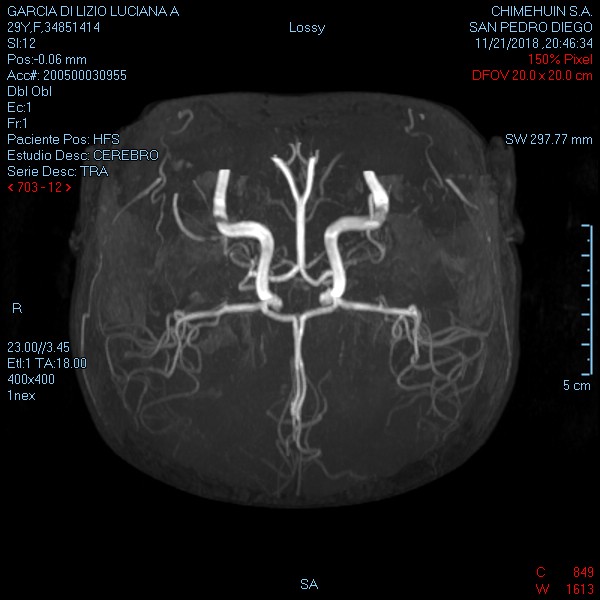 GARCIA DI LIZIO LUCIANA A
29Y,F,34851414
Sl:12
Pos:-0.06 mm
Acc#: 200500030955
Dbl Obl
Ec:1
Fr:1
Paciente Pos: HFS
Estudio Desc: CEREBRO
Serie Desc: TRA
< 703 - 12 >
Lossy
CHIMEHUIN S.A.
SAN PEDRO DIEGO
11/21/2018 ,20:46:34
150% Pixel
DFOV 20.0 x 20.0 cm
SW 297.77 mm
R
23.00//3.45
Etl:1 TA:18.00
400x400
1nex
5 cm
SA
C 849
W 1613